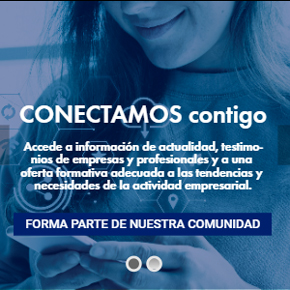 CONECTAMOS contigo
Accede a información de actualidad, testimo-
nios de empresas y profesionales y a una
oferta formativa adecuada a las tendencias y
necesidades de la actividad empresarial.
FORMA PARTE DE NUESTRA COMUNIDAD